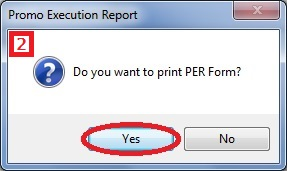 Promo Execution Report
2
Do you want to print PER Form?
Yes
No